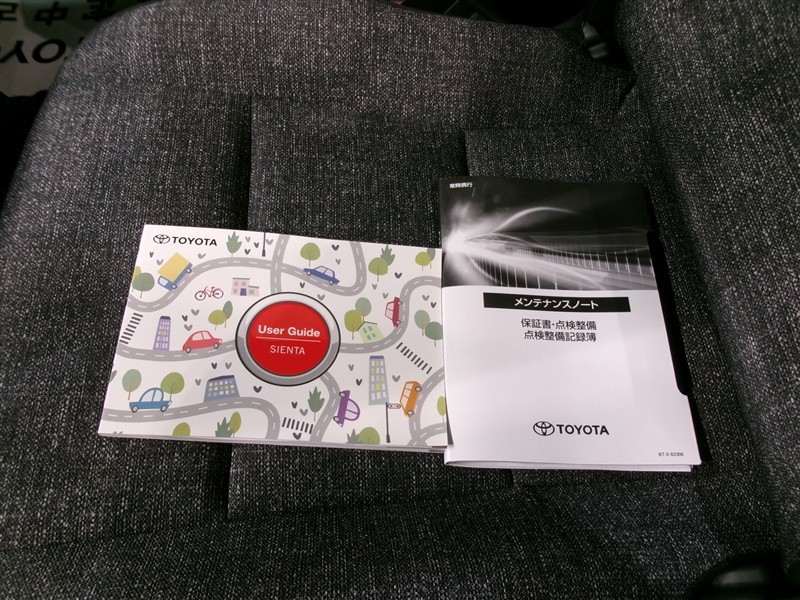 TOYOTA
User Guide
SIENTA
常時携行
メンテナンスノート
保証書・点検整備
点検整備記録簿
TOYOTA